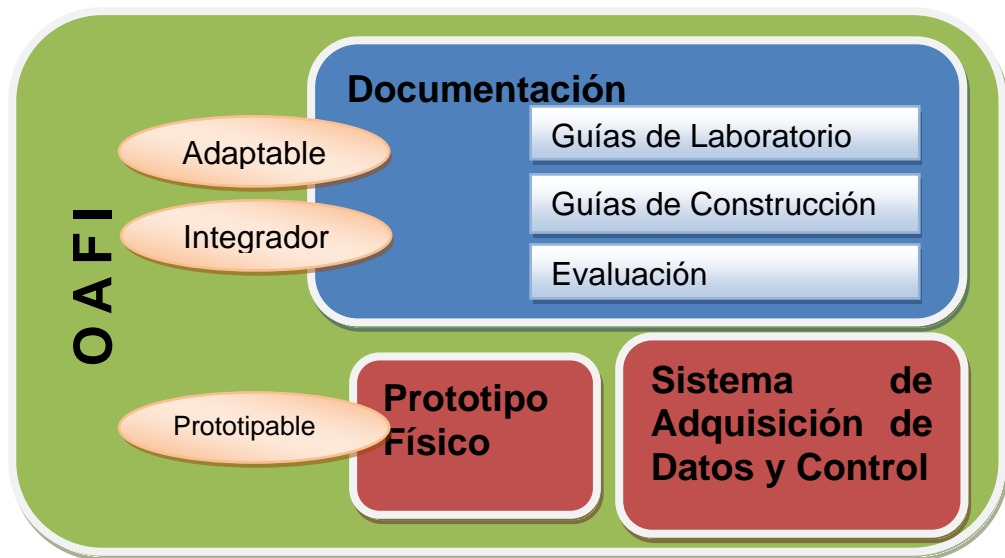 OAFI
Documentación
Adaptable
Integrador
Guías de Laboratorio
Guías de Construcción
Evaluación
Prototipable
Prototipo
Físico
Sistema de
Adquisición de
Datos y Control